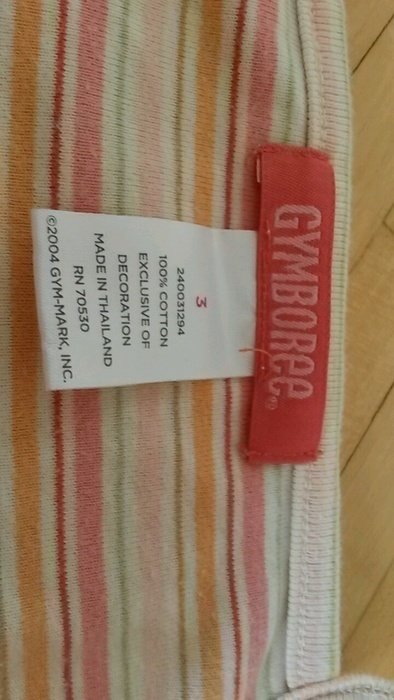 GYMBORee®
3
240031294
100% COTTON
EXCLUSIVE OF
DECORATION
MADE IN THAILAND
RN 70530
©2004 GYM-MARK, INC.